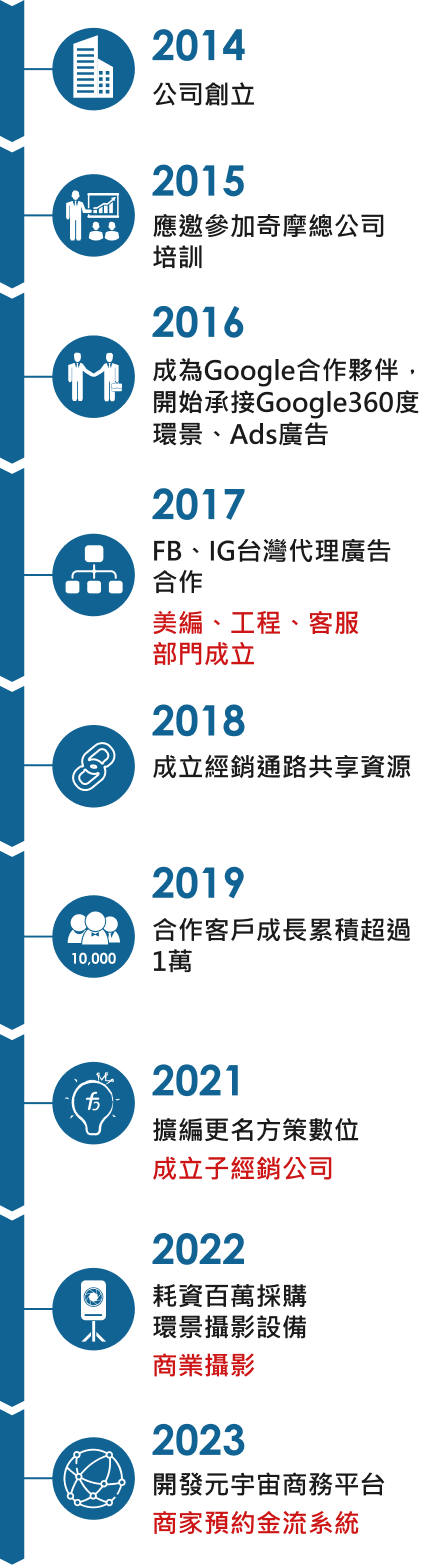 2014
公司創立
2015
應邀參加奇摩總公司
培訓
2016
成為Google合作夥伴，
開始承接Google360度
環景、Ads廣告
2017
FB、IG台灣代理廣告
合作
美編、工程、客服
部門成立
2018
成立經銷通路共享資源
2019
合作客戶成長累積超過
1萬
10,000
2021
擴編更名方策數位
成立子經銷公司
2022
耗資百萬採購
環景攝影設備
商業攝影
2023
開發元宇宙商務平台
商家預約金流系統